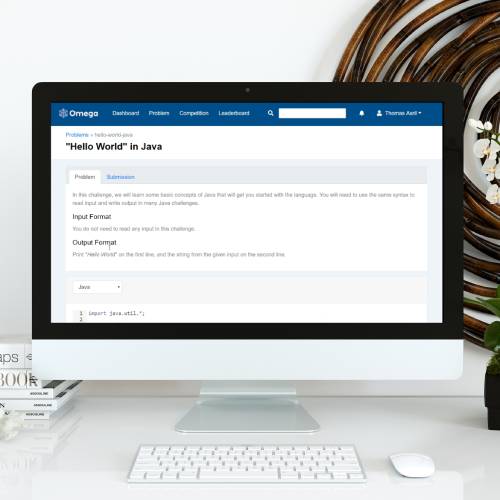 Omega Dashboard Problem Competition Leaderboard Thomas Asril
Problems » hello-world-java
"Hello World" in Java
Problem Submission
In this challenge, we will learn some basic concepts of Java that will get you started with the language. You will need to use the same syntax to
read input and write output in many Java challenges.
Input Format
You do not need to read any input in this challenge.
Output Format
Print "Hello World" on the first line, and the string from the given input on the second line.
Java
1 import java.util.*;
2
aps
BOOK
ASSOULINE
ASSOULINE
ASSOULINE